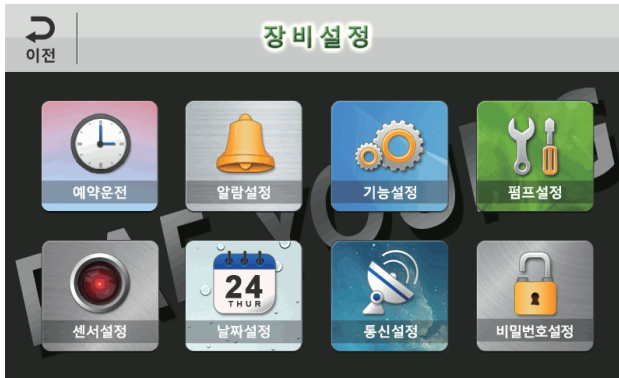 이전
장비설정
예약운전
알람설정
기능설정
펌프설정
센서설정
24
THUR
날짜설정
통신설정
비밀번호설정
DAE YOUNG